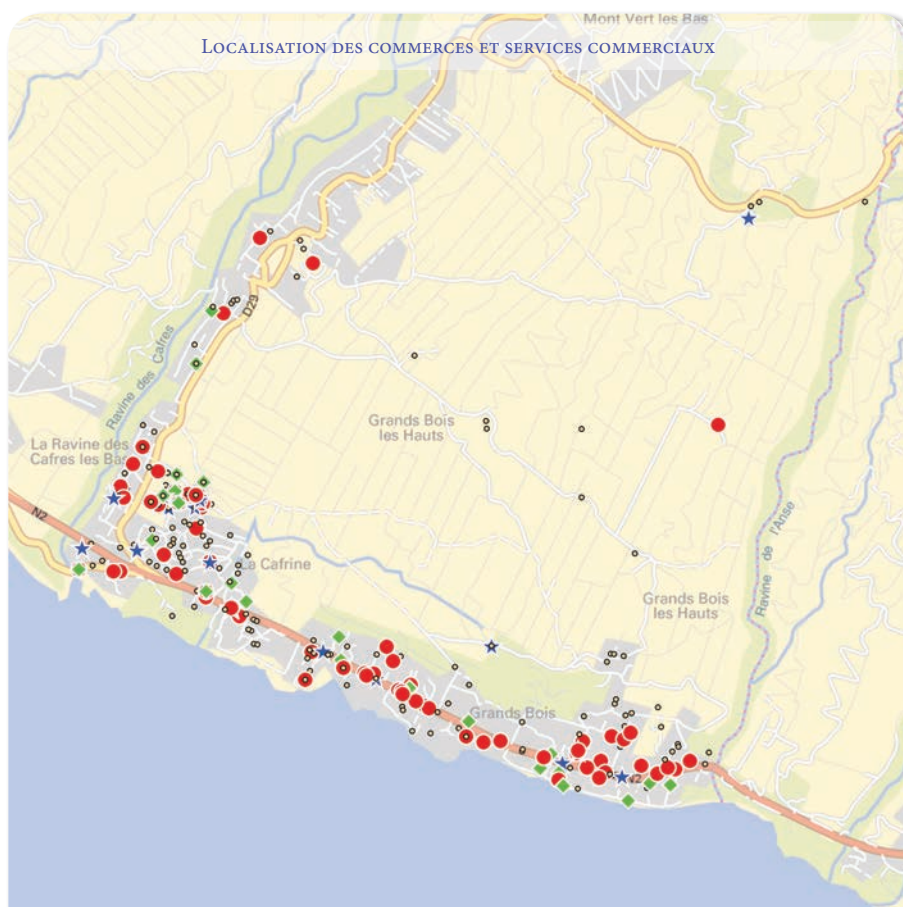 Mont Vert les Bas
Localisation des commerces et services commerciaux
D29
Ravine des Cafres
Grands Bois
les Hauts
La Ravine des
Cafres les Bas
N2
Ravine de l'Anse
La Cafrine
Grands Bois
les Hauts
Grands Bois
N2